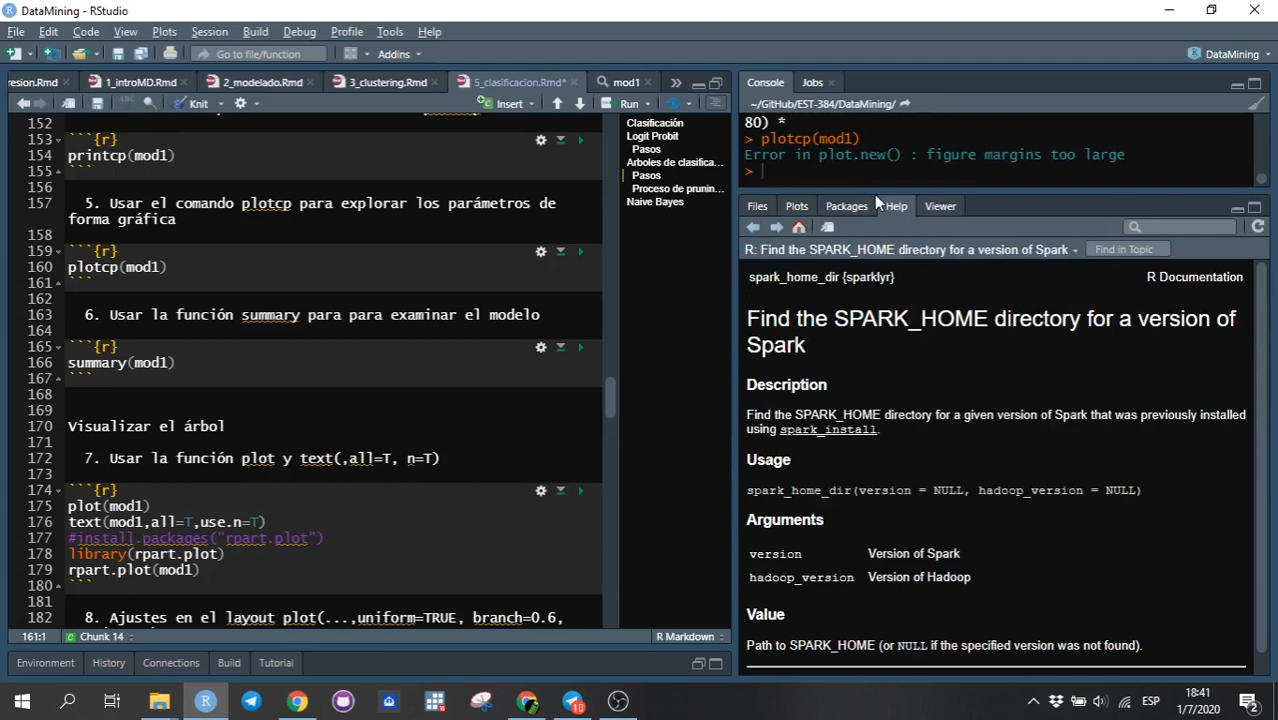 DataMining - RStudio
File Edit Code View Plots Session Build Debug Profile Tools Help
Go to file/function Addins DataMining
resion.Rmd 1_introMD.Rmd 2_modelado.Rmd 3_clustering.Rmd 5_clasificacion.Rmd* mod1
Knit Insert Run
152
153 ```{r}
154 printcp(mod1)
155 ```
156
157 5. Usar el comando plotcp para explorar los parámetros de
forma gráfica
158
159 ```{r}
160 plotcp(mod1)
161 ```
162
163 6. Usar la función summary para para examinar el modelo
164
165 ```{r}
166 summary(mod1)
167 ```
168
169
170 Visualizar el árbol
171
172 7. Usar la función plot y text(,all=T, n=T)
173
174 ```{r}
175 plot(mod1)
176 text(mod1,all=T,use.n=T)
177 #install.packages("rpart.plot")
178 library(rpart.plot)
179 rpart.plot(mod1)
180 ```
181
182 8. Ajustes en el layout plot(...,uniform=TRUE, branch=0.6,
161:1 Chunk 14 R Markdown
Environment History Connections Build Tutorial
Clasificación
Logit Probit
Pasos
Arboles de clasifica...
Pasos
Proceso de prunin...
Naive Bayes
Console Jobs
~/GitHub/EST-384/DataMining/
80) *
> plotcp(mod1)
Error in plot.new() : figure margins too large
>
Files Plots Packages Help Viewer
R: Find the SPARK_HOME directory for a version of Spark Find in Topic
spark_home_dir {sparklyr} R Documentation
Find the SPARK_HOME directory for a version of
Spark
Description
Find the SPARK_HOME directory for a given version of Spark that was previously installed
using spark_install.
Usage
spark_home_dir(version = NULL, hadoop_version = NULL)
Arguments
version Version of Spark
hadoop_version Version of Hadoop
Value
Path to SPARK_HOME (or NULL if the specified version was not found).
10
ESP
18:41
1/7/2020
2